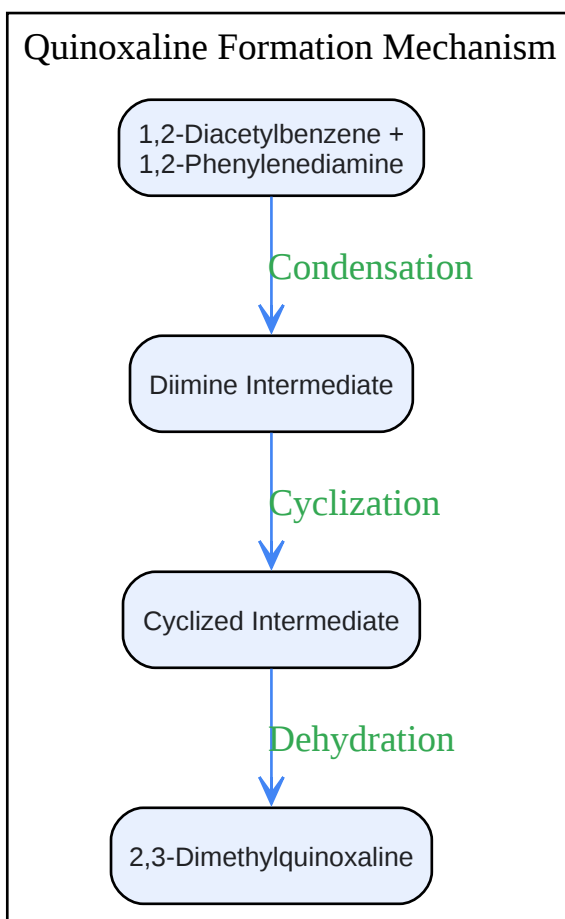 Quinoxaline Formation Mechanism
1,2-Diacetylbenzene +
1,2-Phenylenediamine
Condensation
Diimine Intermediate
Cyclization
Cyclized Intermediate
Dehydration
2,3-Dimethylquinoxaline